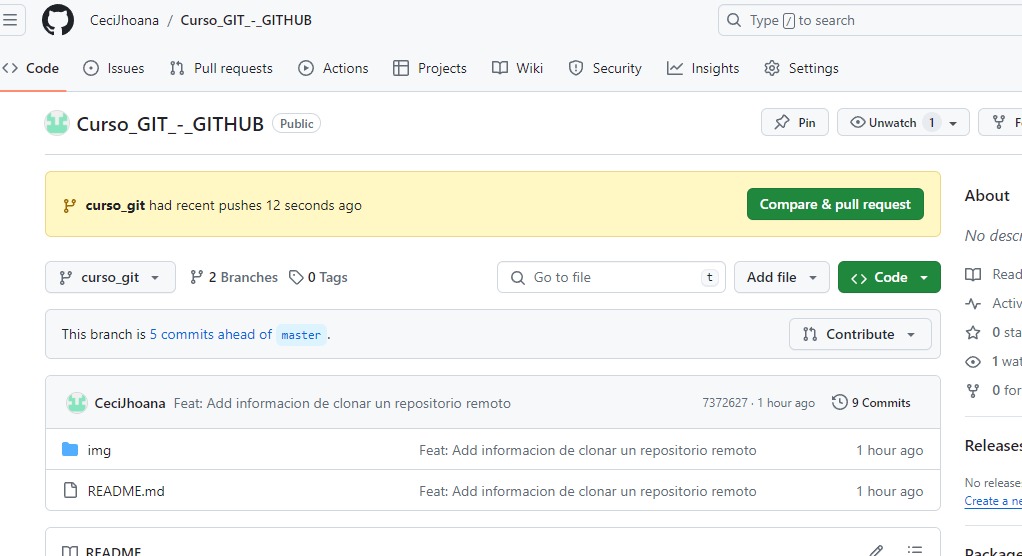 CeciJhoana / Curso_GIT_-_GITHUB
Type / to search
Code Issues Pull requests Actions Projects Wiki Security Insights Settings
Curso_GIT_-_GITHUB Public
Pin Unwatch 1
curso_git had recent pushes 12 seconds ago
Compare & pull request
About
No descr
curso_git 2 Branches 0 Tags
Go to file t
Add file
Code
Read
Activ
0 sta
1 wat
0 for
This branch is 5 commits ahead of master.
Contribute
CeciJhoana Feat: Add informacion de clonar un repositorio remoto 7372627 · 1 hour ago 9 Commits
img Feat: Add informacion de clonar un repositorio remoto 1 hour ago
README.md Feat: Add informacion de clonar un repositorio remoto 1 hour ago
Releases
No release
Create a ne
README
Package